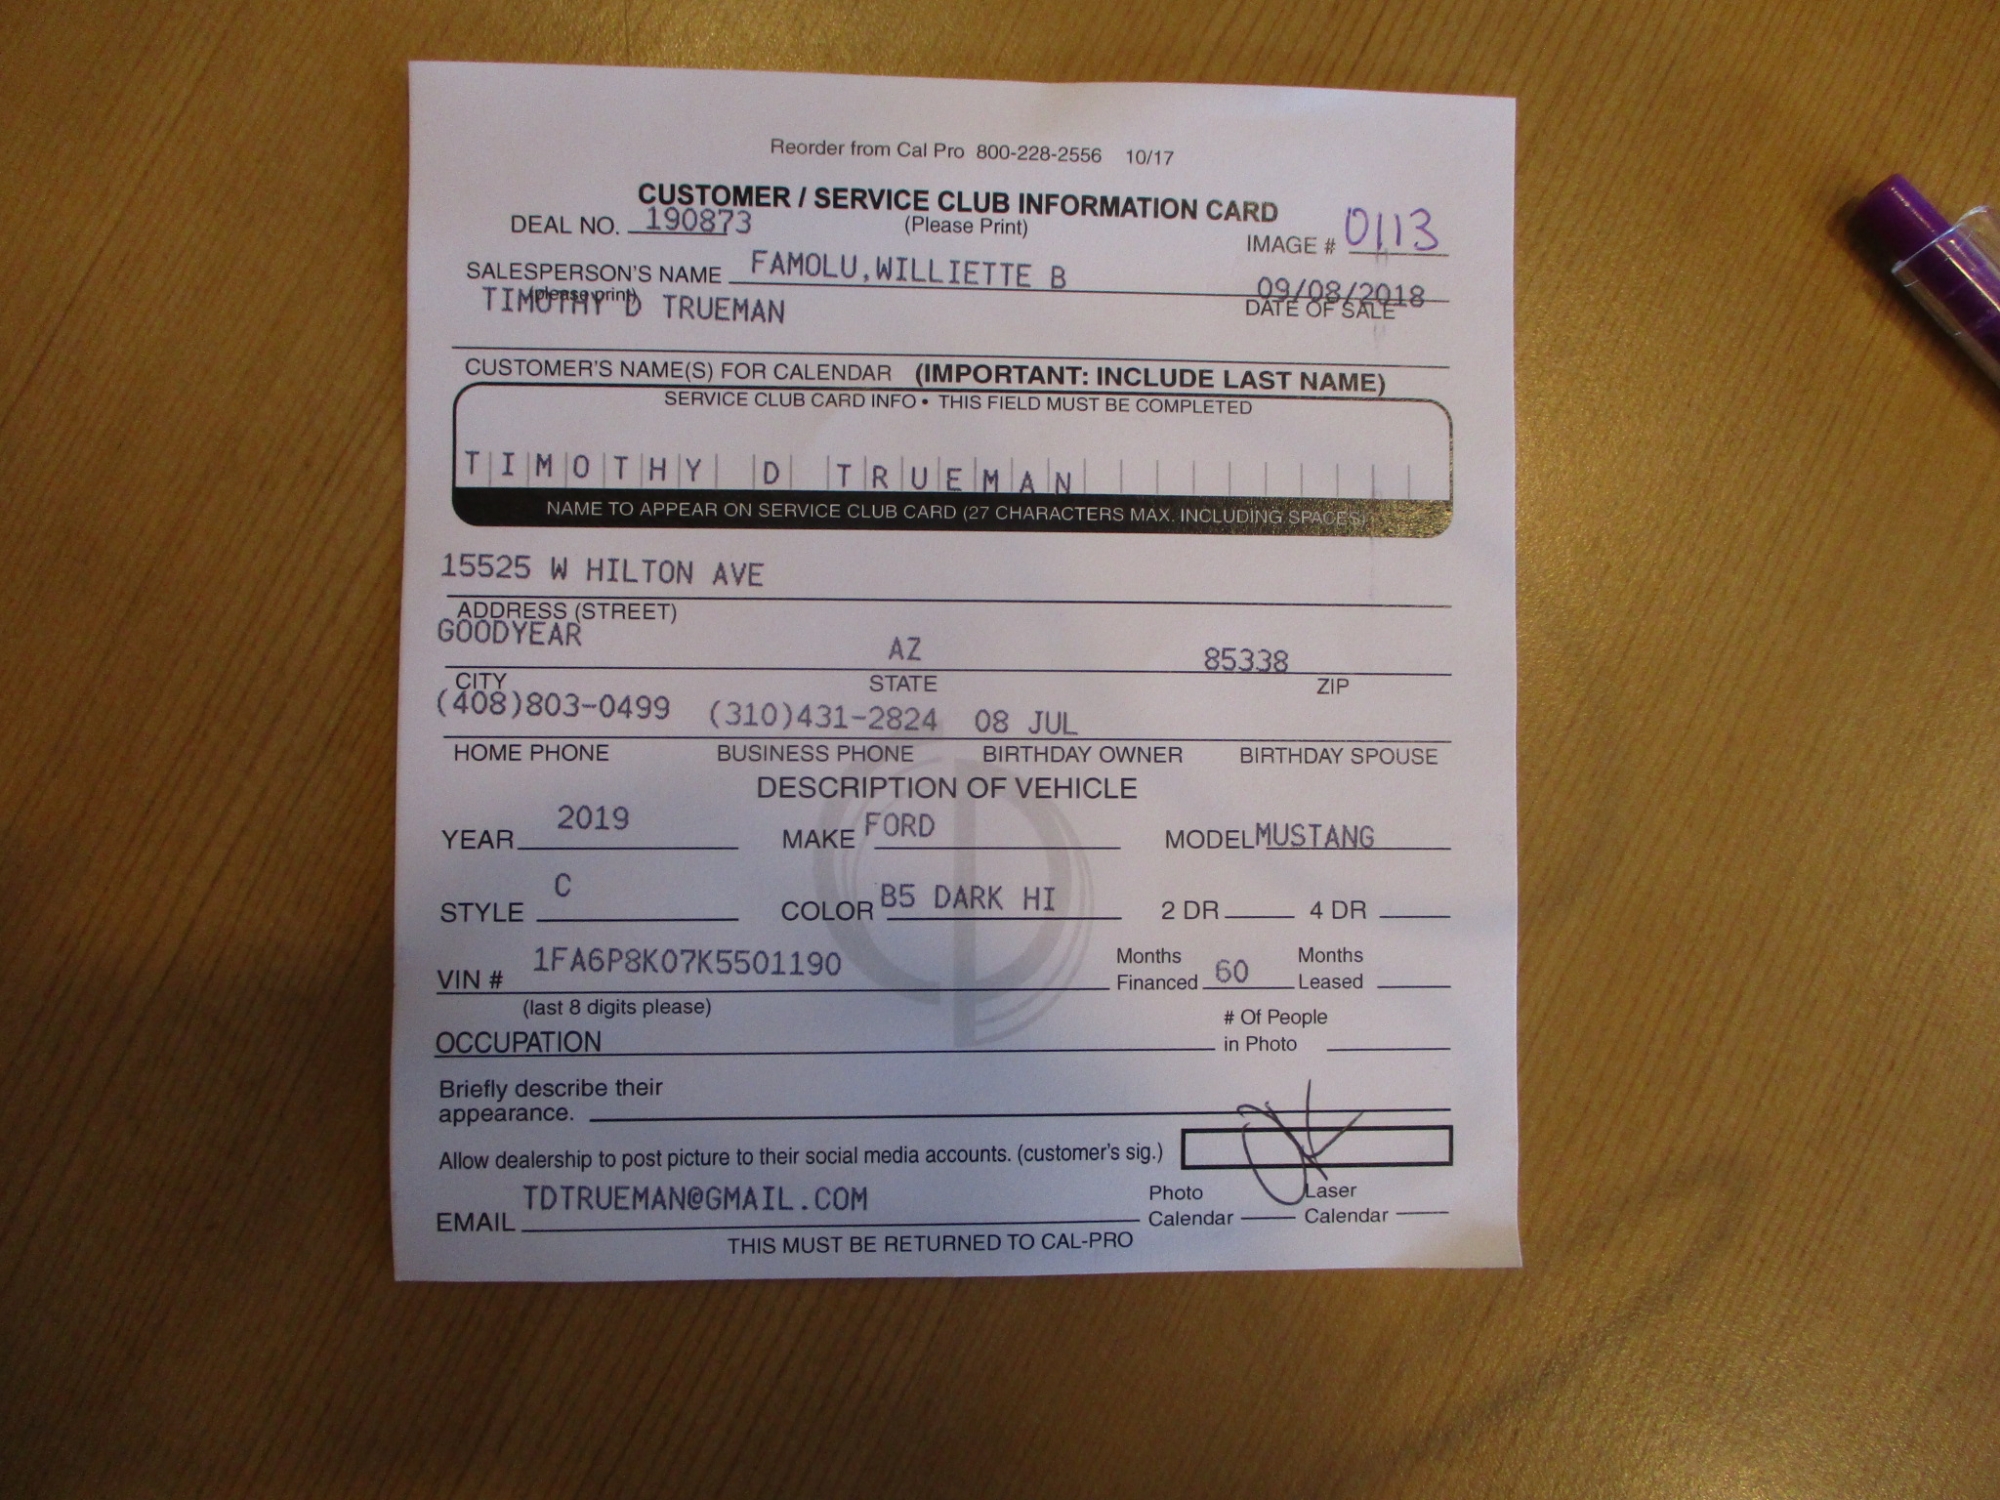 Reorder from Cal Pro 800-228-2556 10/17
CUSTOMER / SERVICE CLUB INFORMATION CARD
DEAL NO. 190873 (Please Print) IMAGE # 0113
SALESPERSON'S NAME FAMOLU,WILLIETTE B 09/08/2018
(please print) DATE OF SALE
TIMOTHY D TRUEMAN
CUSTOMER'S NAME(S) FOR CALENDAR (IMPORTANT: INCLUDE LAST NAME)
SERVICE CLUB CARD INFO • THIS FIELD MUST BE COMPLETED
TIMOTHY D TRUEMAN
NAME TO APPEAR ON SERVICE CLUB CARD (27 CHARACTERS MAX. INCLUDING SPACES)
15525 W HILTON AVE
ADDRESS (STREET)
GOODYEAR AZ 85338
CITY STATE ZIP
(408)803-0499 (310)431-2824 08 JUL
HOME PHONE BUSINESS PHONE BIRTHDAY OWNER BIRTHDAY SPOUSE
DESCRIPTION OF VEHICLE
YEAR 2019 MAKE FORD MODEL MUSTANG
STYLE C COLOR B5 DARK HI 2 DR 4 DR
VIN # 1FA6P8K07K5501190 Months Financed 60 Months Leased
(last 8 digits please)
OCCUPATION # Of People in Photo
Briefly describe their
appearance.
Allow dealership to post picture to their social media accounts. (customer's sig.)
EMAIL TDTRUEMAN@GMAIL.COM Photo Calendar Laser Calendar
THIS MUST BE RETURNED TO CAL-PRO